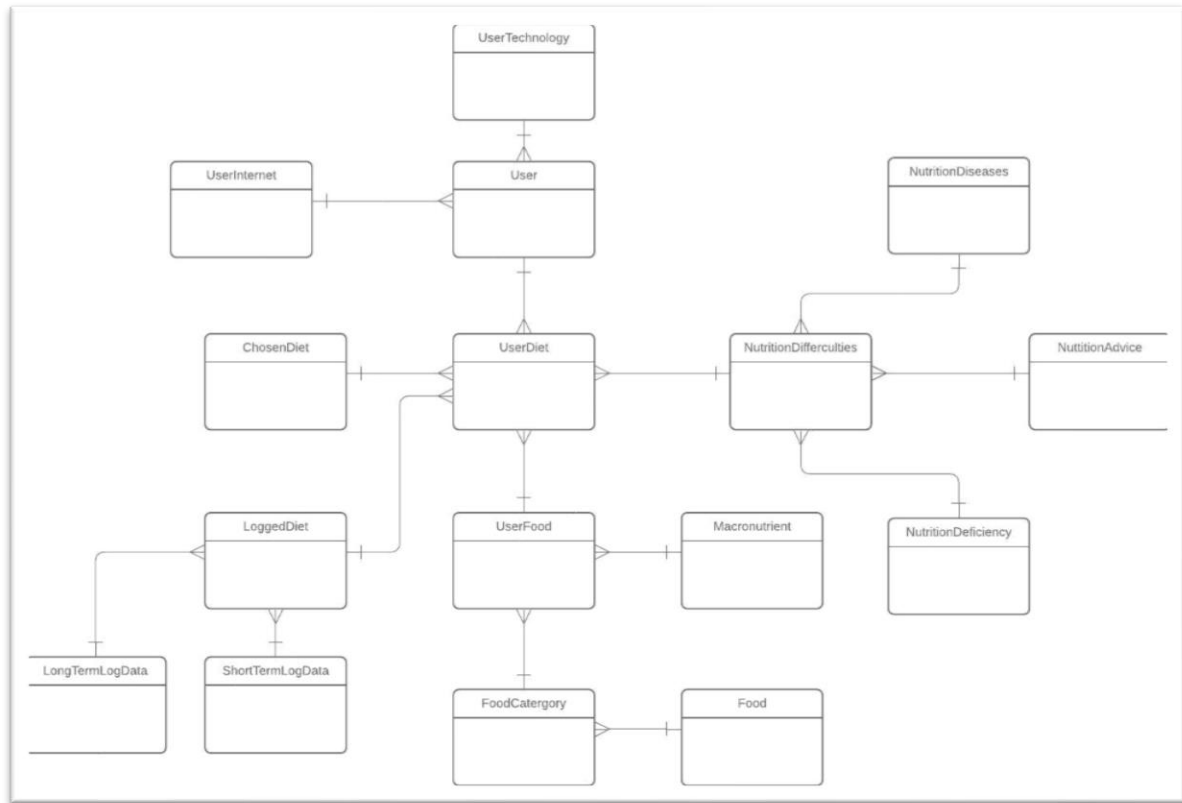 UserTechnology
UserInternet
User
NutritionDiseases
ChosenDiet
UserDiet
NutritionDifferculties
NuttitionAdvice
LoggedDiet
UserFood
Macronutrient
NutritionDeficiency
LongTermLogData
ShortTermLogData
FoodCatergory
Food